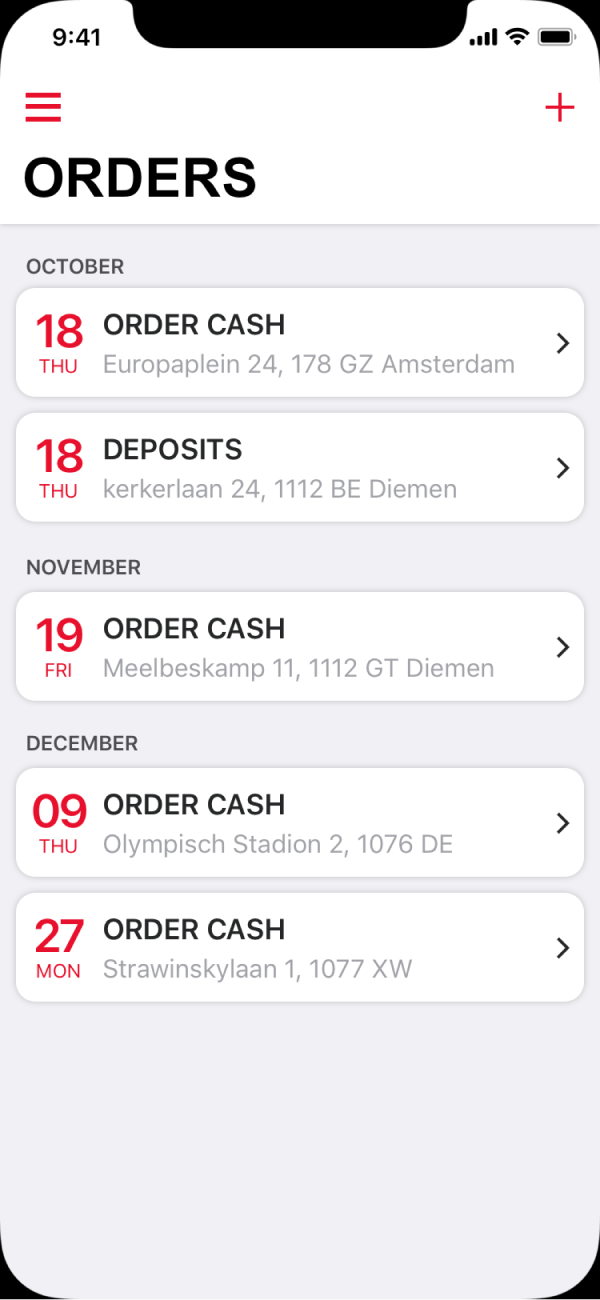 9:41
ORDERS
OCTOBER
18
THU
ORDER CASH
Europaplein 24, 178 GZ Amsterdam
18
THU
DEPOSITS
kerkerlaan 24, 1112 BE Diemen
NOVEMBER
19
FRI
ORDER CASH
Meelbeskamp 11, 1112 GT Diemen
DECEMBER
09
THU
ORDER CASH
Olympisch Stadion 2, 1076 DE
27
MON
ORDER CASH
Strawinskylaan 1, 1077 XW